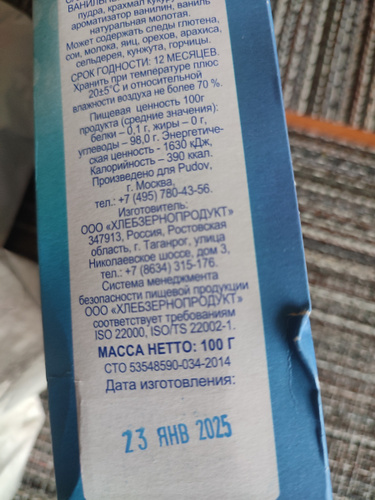 пудра, крахмал
ароматизатор ванилин, ваниль
натуральная молотая.
Может содержать следы глютена,
сои, молока, яиц, орехов, арахиса,
сельдерея, кунжута, горчицы.
СРОК ГОДНОСТИ: 12 МЕСЯЦЕВ.
Хранить при температуре плюс
20±5°С и относительной
влажности воздуха не более 70 %.
Пищевая ценность 100г
продукта (средние значения):
белки – 0,1 г, жиры – 0 г,
углеводы – 98,0 г. Энергетиче-
ская ценность - 1630 кДж,
Калорийность – 390 ккал.
Произведено для Pudov,
г. Москва,
тел.: +7 (495) 780-43-56.
Изготовитель:
ООО «ХЛЕБЗЕРНОПРОДУКТ»
347913, Россия, Ростовская
область, г. Таганрог, улица
Николаевское шоссе, дом 3,
тел.: +7 (8634) 315-176.
Система менеджмента
безопасности пищевой продукции
ООО «ХЛЕБЗЕРНОПРОДУКТ»
соответствует требованиям
ISO 22000, ISO/TS 22002-1.
МАССА НЕТТО: 100 Г
СТО 53548590-034-2014
Дата изготовления:
23 ЯНВ 2025